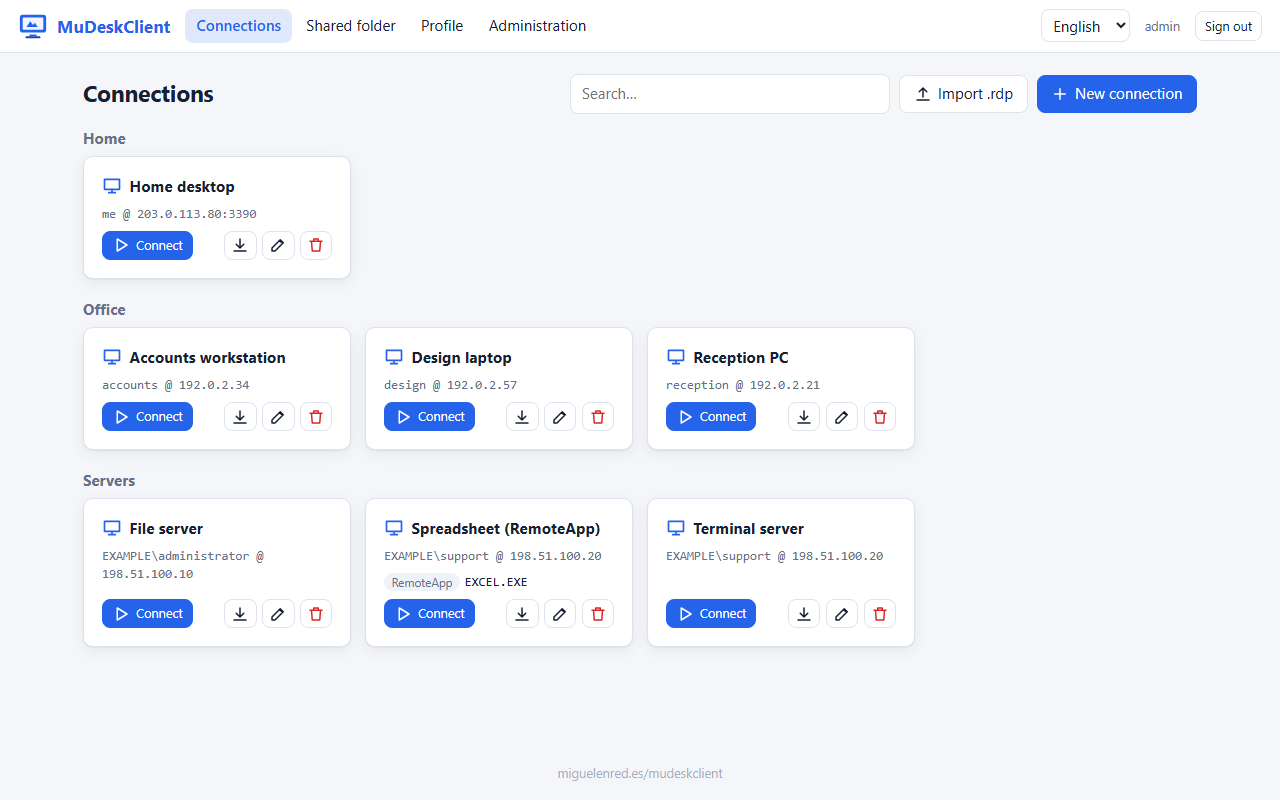 MuDeskClient Connections Shared folder Profile Administration English admin Sign out
Connections Search... Import .rdp New connection
Home
Home desktop
me @ 203.0.113.80:3390
Connect
Office
Accounts workstation
accounts @ 192.0.2.34
Connect
Design laptop
design @ 192.0.2.57
Connect
Reception PC
reception @ 192.0.2.21
Connect
Servers
File server
EXAMPLE\administrator @
198.51.100.10
Connect
Spreadsheet (RemoteApp)
EXAMPLE\support @ 198.51.100.20
RemoteApp EXCEL.EXE
Connect
Terminal server
EXAMPLE\support @ 198.51.100.20
Connect
miguelenred.es/mudeskclient